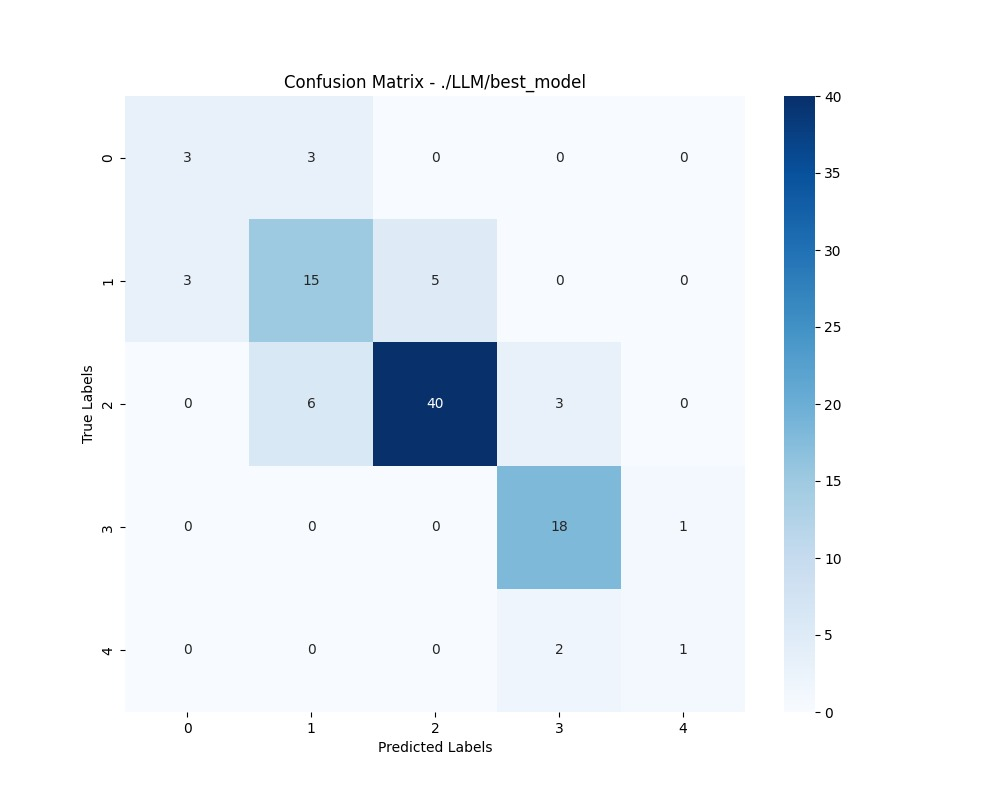 Confusion Matrix - ./LLM/best_model
True Labels
0 3 3 0 0 0
1 3 15 5 0 0
2 0 6 40 3 0
3 0 0 0 18 1
4 0 0 0 2 1
0 1 2 3 4
Predicted Labels
40
35
30
25
20
15
10
5
0